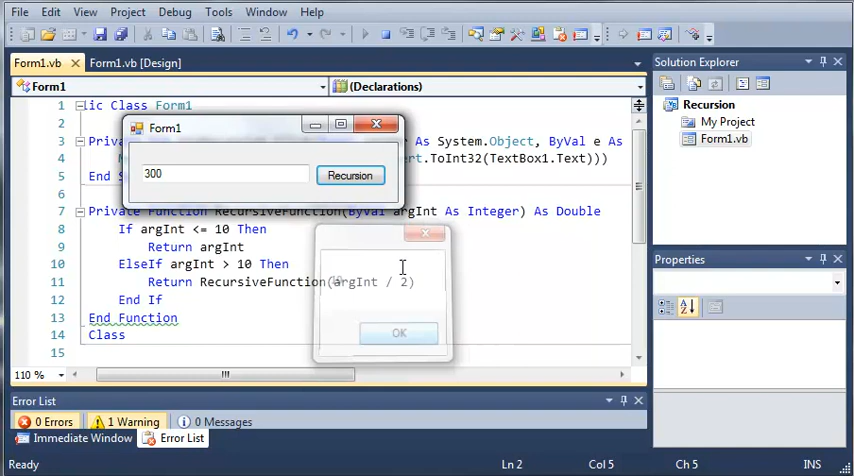 File Edit View Project Debug Tools Window Help
Form1.vb Form1.vb [Design]
Form1 (Declarations)
1 lic Class Form1
2
3 Private As System.Object, ByVal e As
4 .ToInt32(TextBox1.Text)))
5 End
6
7 Private Function RecursiveFunction(ByVal argInt As Integer) As Double
8 If argInt <= 10 Then
9 Return argInt
10 ElseIf argInt > 10 Then
11 Return RecursiveFunction(argInt / 2)
12 End If
13 End Function
14 Class
15
Form1
300 Recursion
OK
110 %
Error List
0 Errors 1 Warning 0 Messages
Immediate Window Error List
Ln 2 Col 5 Ch 5 INS
Solution Explorer
Recursion
My Project
Form1.vb
Properties